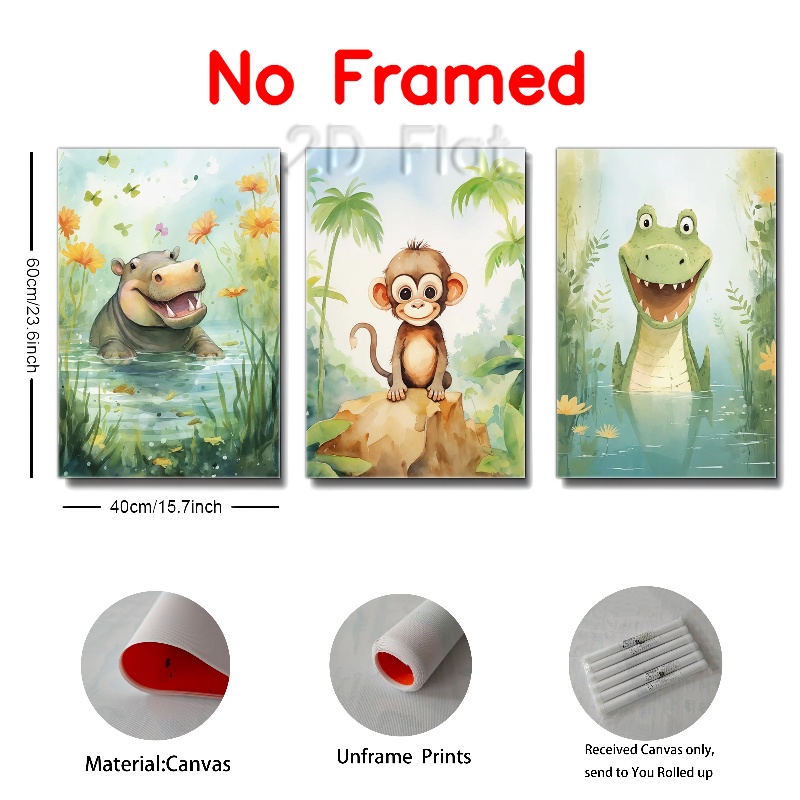 No Framed
2D Flat
60cm/23.6inch
40cm/15.7inch
Material:Canvas
Unframe Prints
Received Canvas only,
send to You Rolled up